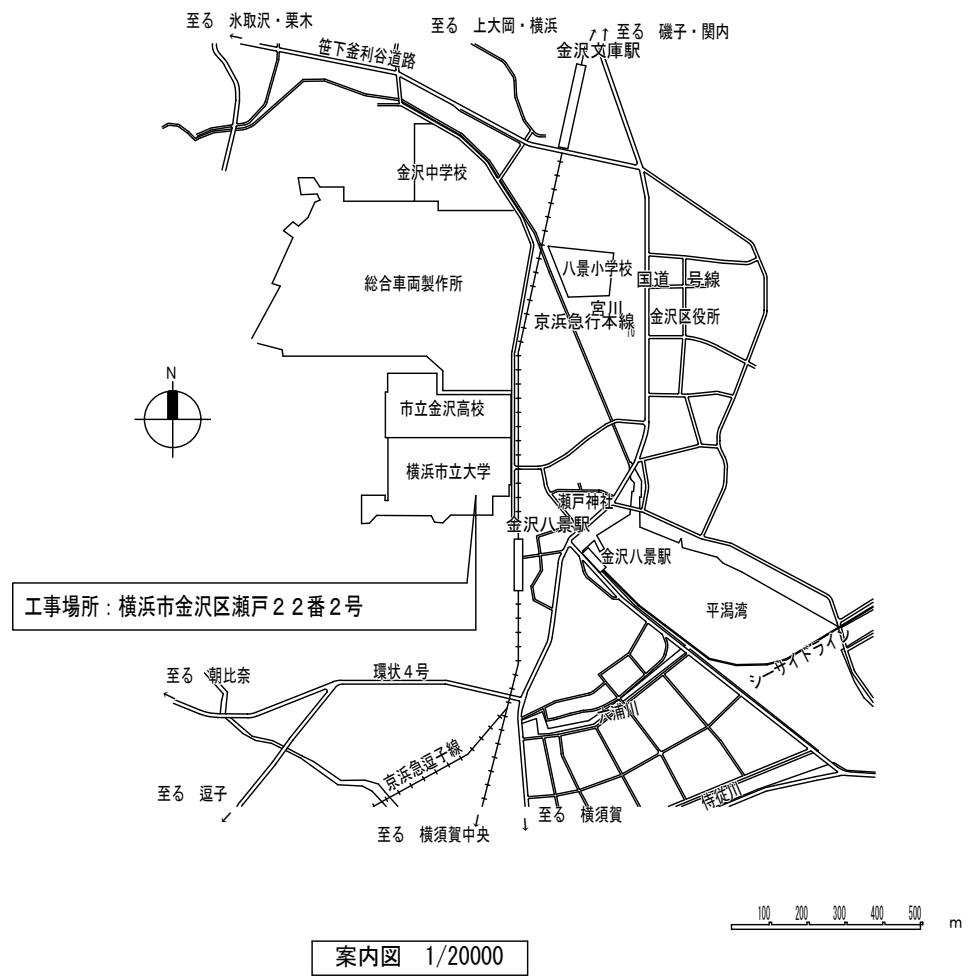 至る 氷取沢・栗木
至る 上大岡・横浜
至る 磯子・関内
金沢文庫駅
笹下釜利谷道路
金沢中学校
八景小学校
総合車両製作所
国道 号線
宮川
京浜急行本線
金沢区役所
16
N
市立金沢高校
横浜市立大学
瀬戸神社
金沢八景駅
金沢八景駅
工事場所:横浜市金沢区瀬戸22番2号
平潟湾
シーサイドライン
至る 朝比奈
環状4号
六浦川
京浜急逗子線
至る 逗子
侍従川
至る 横須賀中央
至る 横須賀
100 200 300 400 500 m
案内図 1/20000